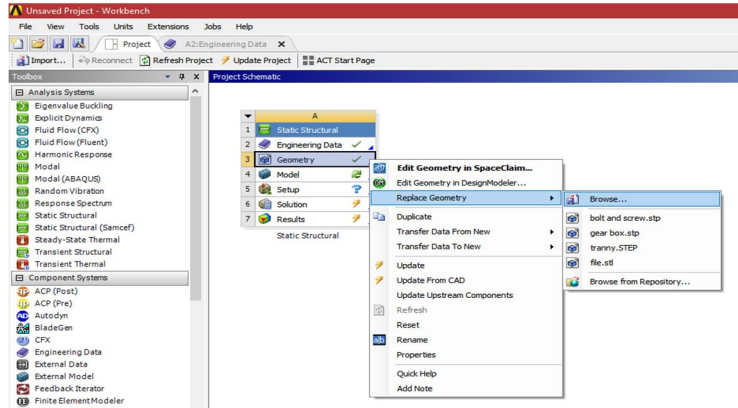 Unsaved Project - Workbench
File View Tools Units Extensions Jobs Help
Project A2:Engineering Data
Import... Reconnect Refresh Project Update Project ACT Start Page
Toolbox
Project Schematic
Analysis Systems
Eigenvalue Buckling
Explicit Dynamics
Fluid Flow (CFX)
Fluid Flow (Fluent)
Harmonic Response
Modal
Modal (ABAQUS)
Random Vibration
Response Spectrum
Static Structural
Static Structural (Samcef)
Steady-State Thermal
Transient Structural
Transient Thermal
Component Systems
ACP (Post)
ACP (Pre)
Autodyn
BladeGen
CFX
Engineering Data
External Data
External Model
Feedback Iterator
Finite Element Modeler
A
1 Static Structural
2 Engineering Data
3 Geometry
4 Model
5 Setup
6 Solution
7 Results
Static Structural
Edit Geometry in SpaceClaim...
Edit Geometry in DesignModeler...
Replace Geometry
Duplicate
Transfer Data From New
Transfer Data To New
Update
Update From CAD
Update Upstream Components
Refresh
Reset
Rename
Properties
Quick Help
Add Note
Browse...
bolt and screw.stp
gear box.stp
tranny.STEP
file.stl
Browse from Repository...